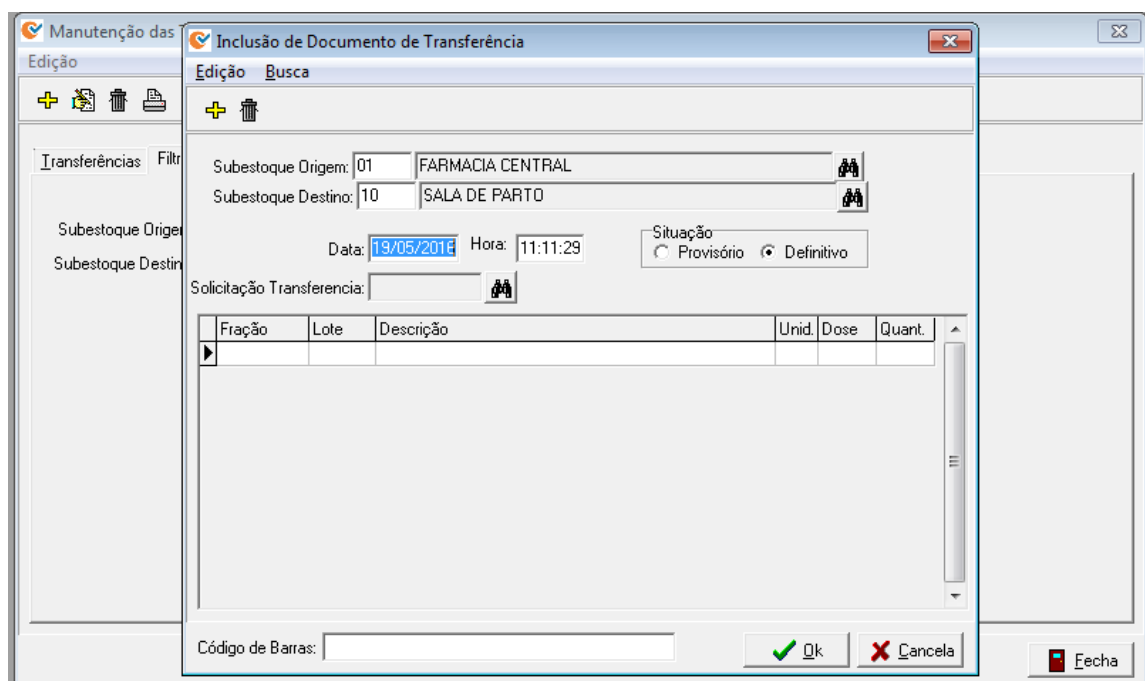 Manutenção das T
Edição
Transferências Filtr
Subestoque Origer
Subestoque Destin
Fecha
Inclusão de Documento de Transferência
Edição Busca
Subestoque Origem: 01 FARMACIA CENTRAL
Subestoque Destino: 10 SALA DE PARTO
Data: 19/05/2016 Hora: 11:11:29
Situação
Provisório Definitivo
Solicitação Transferencia:
Fração Lote Descrição Unid. Dose Quant.
Código de Barras:
Ok Cancela